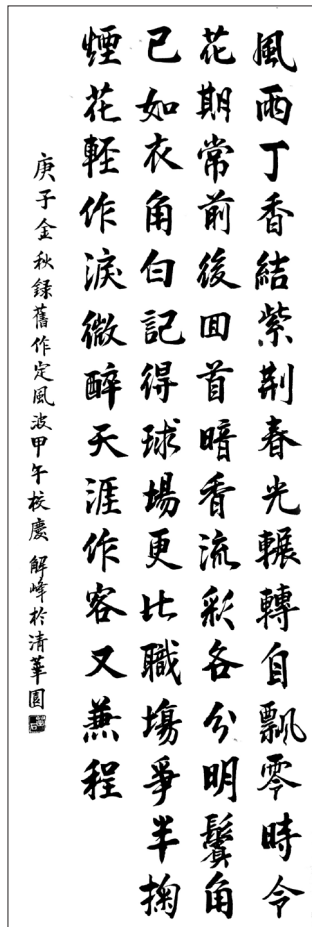 風雨丁香結紫荆春光輾轉自飄零時令
花期常前後回首暗香流彩各分明鬢角
已如衣角白記得球場更比職場爭半掬
煙花輕作淚微醉天涯作客又兼程
庚子金秋録舊作定風波甲午校慶 解峰於清華園